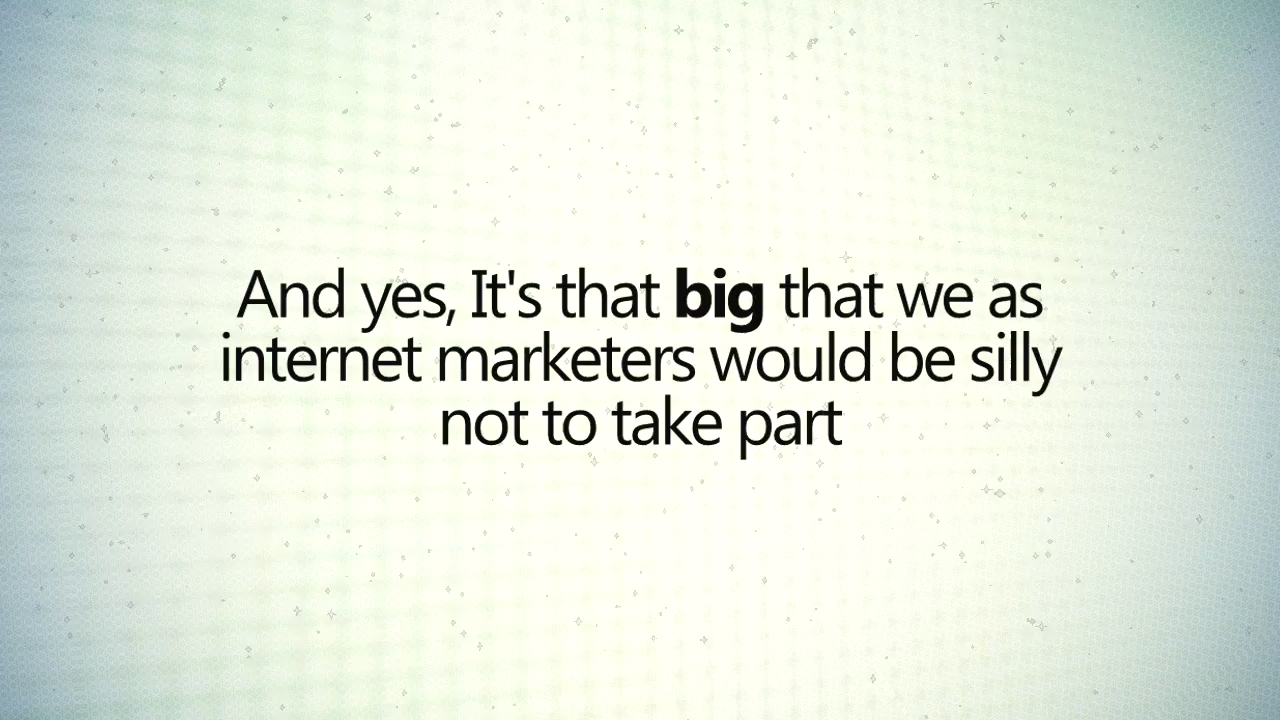 And yes, It's that big that we as
internet marketers would be silly
not to take part